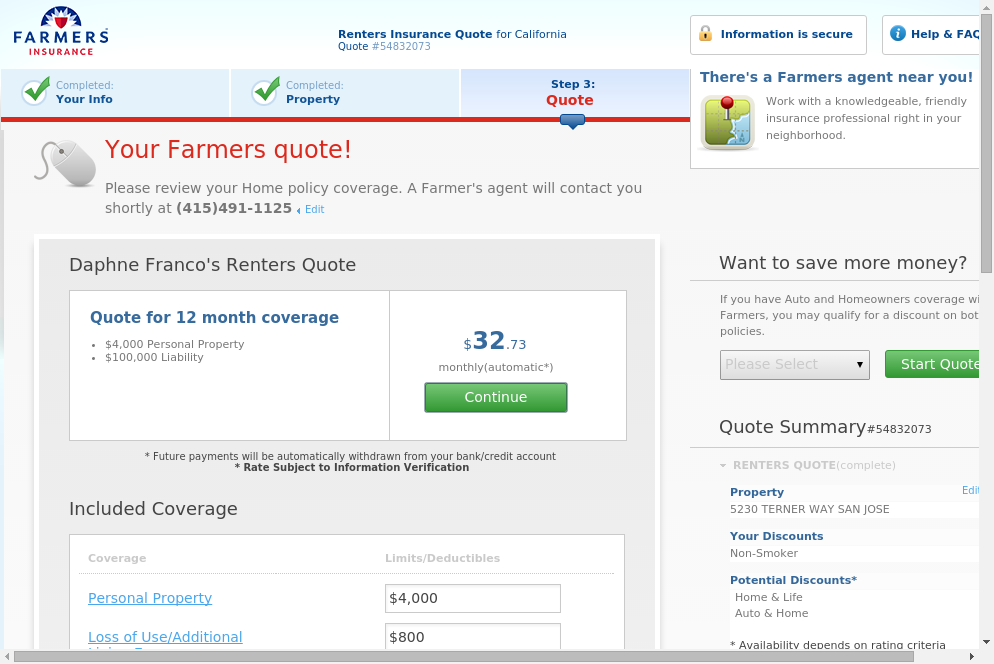 FARMERS
INSURANCE
Renters Insurance Quote for California
Quote #54832073
Information is secure
Help & FAQ
Completed:
Your Info
Completed:
Property
Step 3:
Quote
There's a Farmers agent near you!
Work with a knowledgeable, friendly
insurance professional right in your
neighborhood.
Your Farmers quote!
Please review your Home policy coverage. A Farmer's agent will contact you
shortly at (415)491-1125 Edit
Daphne Franco's Renters Quote
Quote for 12 month coverage
• $4,000 Personal Property
• $100,000 Liability
$32.73
monthly(automatic*)
Continue
* Future payments will be automatically withdrawn from your bank/credit account
* Rate Subject to Information Verification
Included Coverage
Coverage Limits/Deductibles
Personal Property $4,000
Loss of Use/Additional $800
Want to save more money?
If you have Auto and Homeowners coverage wi
Farmers, you may qualify for a discount on bot
policies.
Please Select
Start Quote
Quote Summary#54832073
RENTERS QUOTE(complete)
Property Edit
5230 TERNER WAY SAN JOSE
Your Discounts
Non-Smoker
Potential Discounts*
Home & Life
Auto & Home
* Availability depends on rating criteria